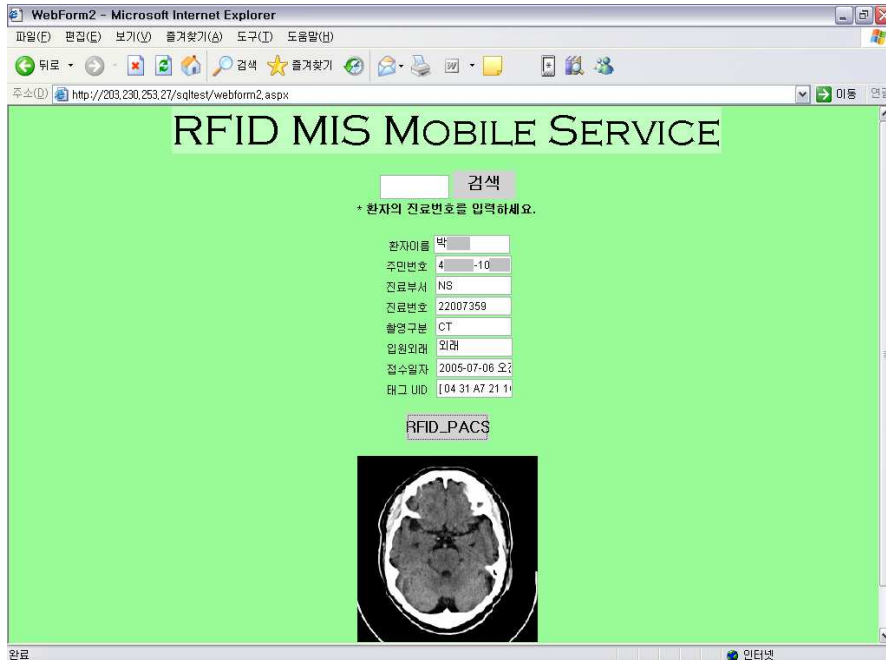 WebForm2 - Microsoft Internet Explorer
파일(F) 편집(E) 보기(V) 즐겨찾기(A) 도구(T) 도움말(H)
뒤로 검색 즐겨찾기
주소(D) http://203,230,253,27/sqltest/webform2,aspx 이동 연결
RFID MIS MOBILE SERVICE
검색
* 환자의 진료번호를 입력하세요.
환자이름 박
주민번호 4 -10
진료부서 NS
진료번호 22007359
촬영구분 CT
입원외래 외래
접수일자 2005-07-06
태그 UID [ 04 31 A7 21
RFID_PACS
완료 인터넷